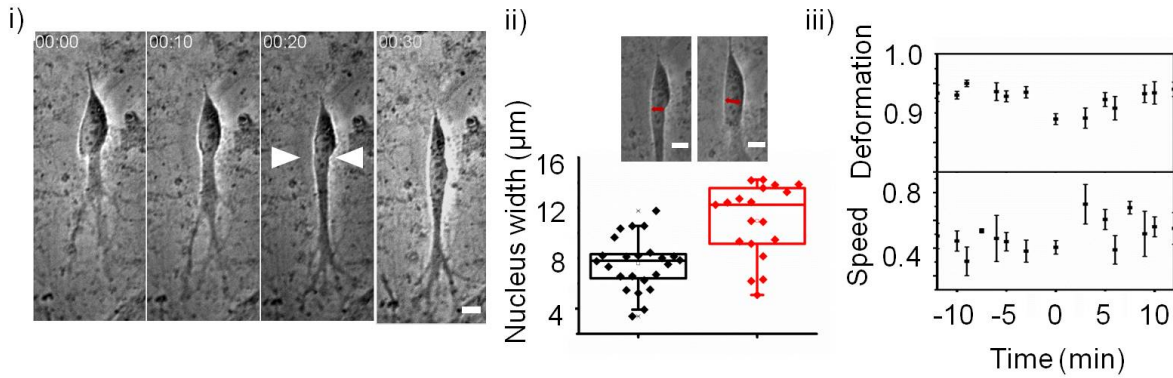 i)
00:00
00:10
00:20
00:30
ii)
Nucleus width (µm)
16
12
8
4
iii)
Deformation
1.0
0.9
Speed
0.8
0.4
-10
-5
0
5
10
Time (min)